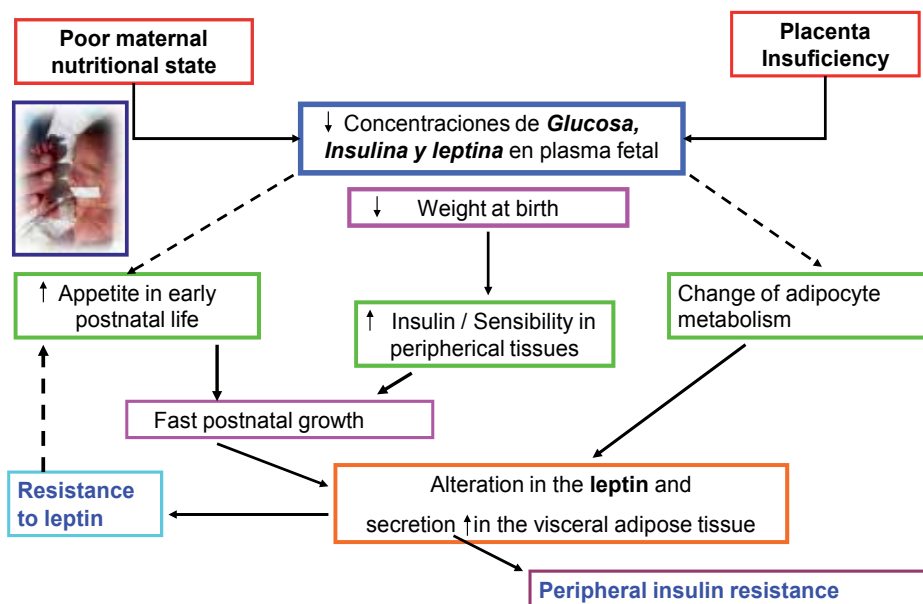 Poor maternal
nutritional state
Placenta
Insuficiency
↓ Concentraciones de Glucosa,
Insulina y leptina en plasma fetal
↓ Weight at birth
↑ Appetite in early
postnatal life
↑ Insulin / Sensibility in
peripherical tissues
Change of adipocyte
metabolism
Fast postnatal growth
Resistance
to leptin
Alteration in the leptin and
secretion ↑in the visceral adipose tissue
Peripheral insulin resistance